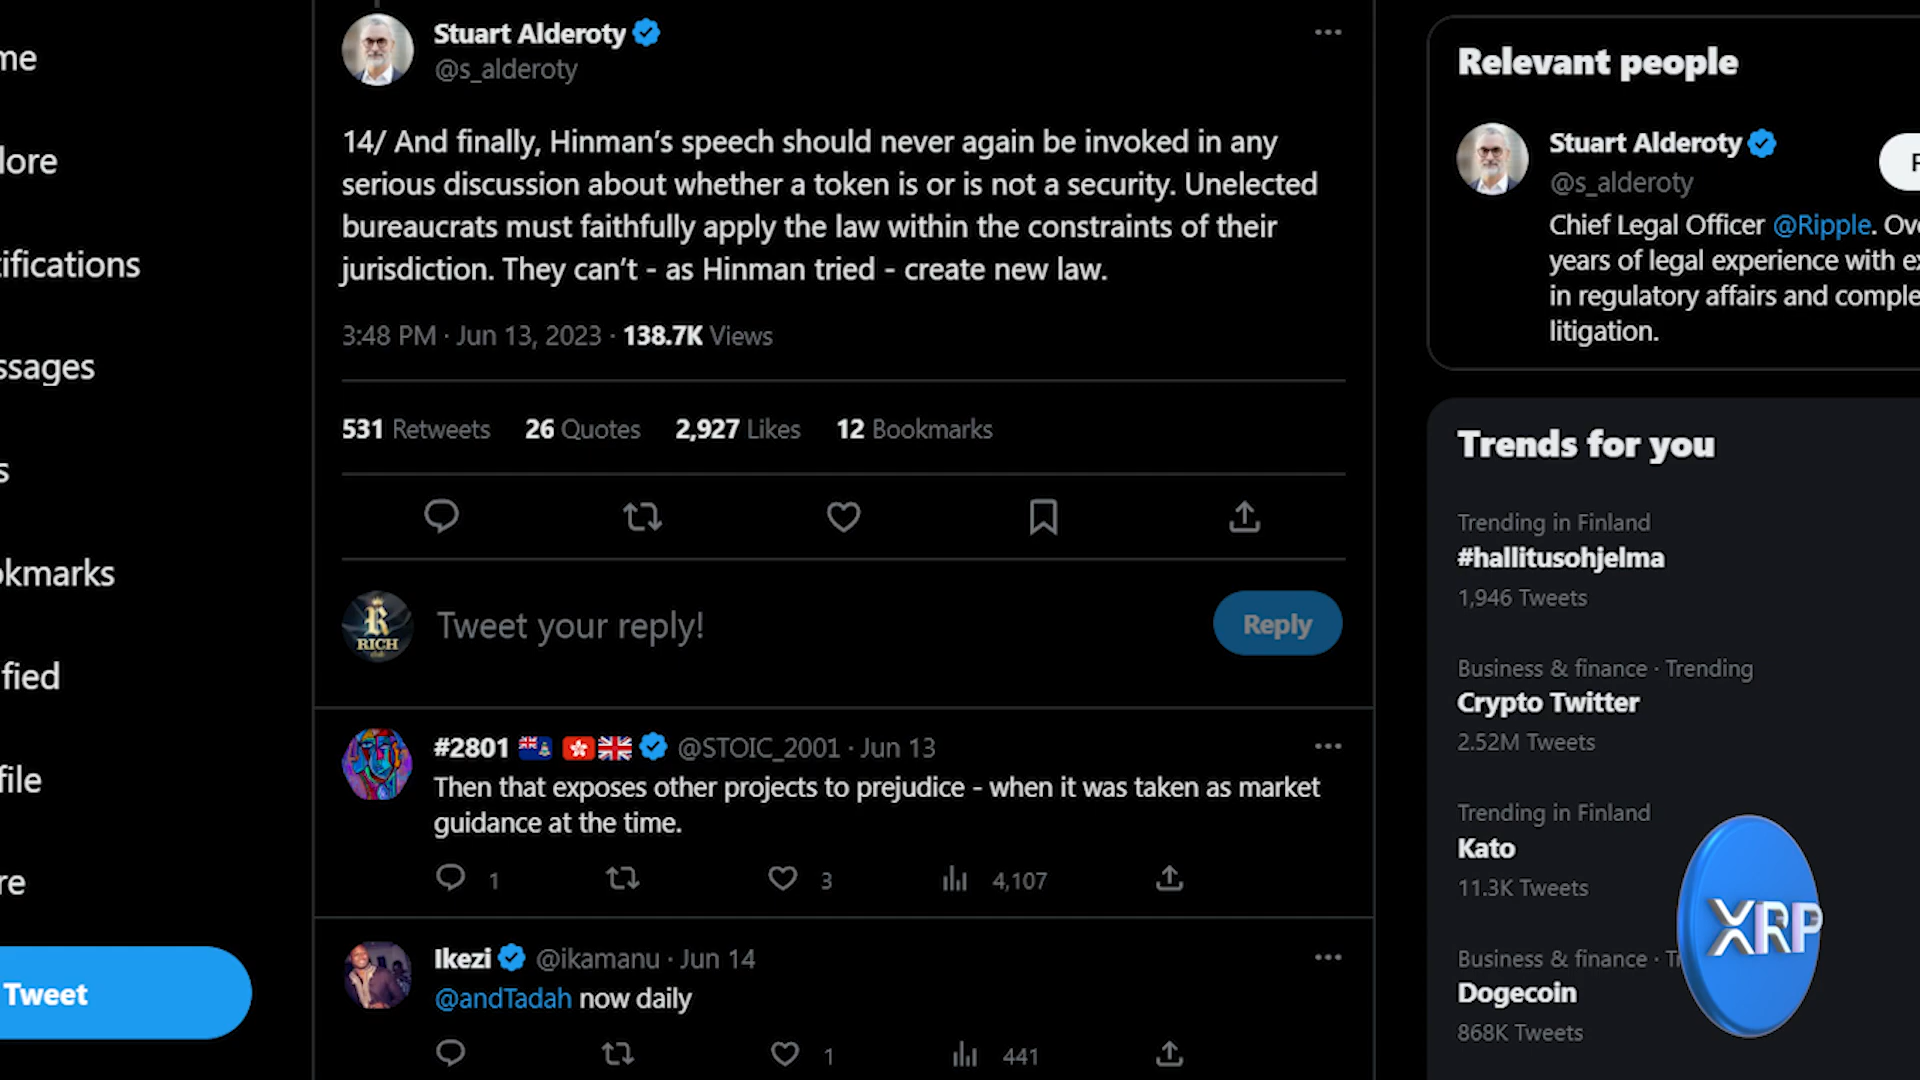 me
lore
tifications
ssages
s
okmarks
ified
file
re
Tweet
Stuart Alderoty
@s_alderoty
14/ And finally, Hinman’s speech should never again be invoked in any
serious discussion about whether a token is or is not a security. Unelected
bureaucrats must faithfully apply the law within the constraints of their
jurisdiction. They can’t - as Hinman tried - create new law.
3:48 PM · Jun 13, 2023 · 138.7K Views
531 Retweets 26 Quotes 2,927 Likes 12 Bookmarks
R
RICH
club
Tweet your reply!
Reply
#2801 @STOIC_2001 · Jun 13
Then that exposes other projects to prejudice - when it was taken as market
guidance at the time.
1 3 4,107
Ikezi @ikamanu · Jun 14
@andTadah now daily
1 441
Relevant people
Stuart Alderoty
@s_alderoty
F
Chief Legal Officer @Ripple. Ove
years of legal experience with ex
in regulatory affairs and comple
litigation.
Trends for you
Trending in Finland
#hallitusohjelma
1,946 Tweets
Business & finance · Trending
Crypto Twitter
2.52M Tweets
Trending in Finland
Kato
11.3K Tweets
Business & finance · Tr
Dogecoin
868K Tweets
XRP